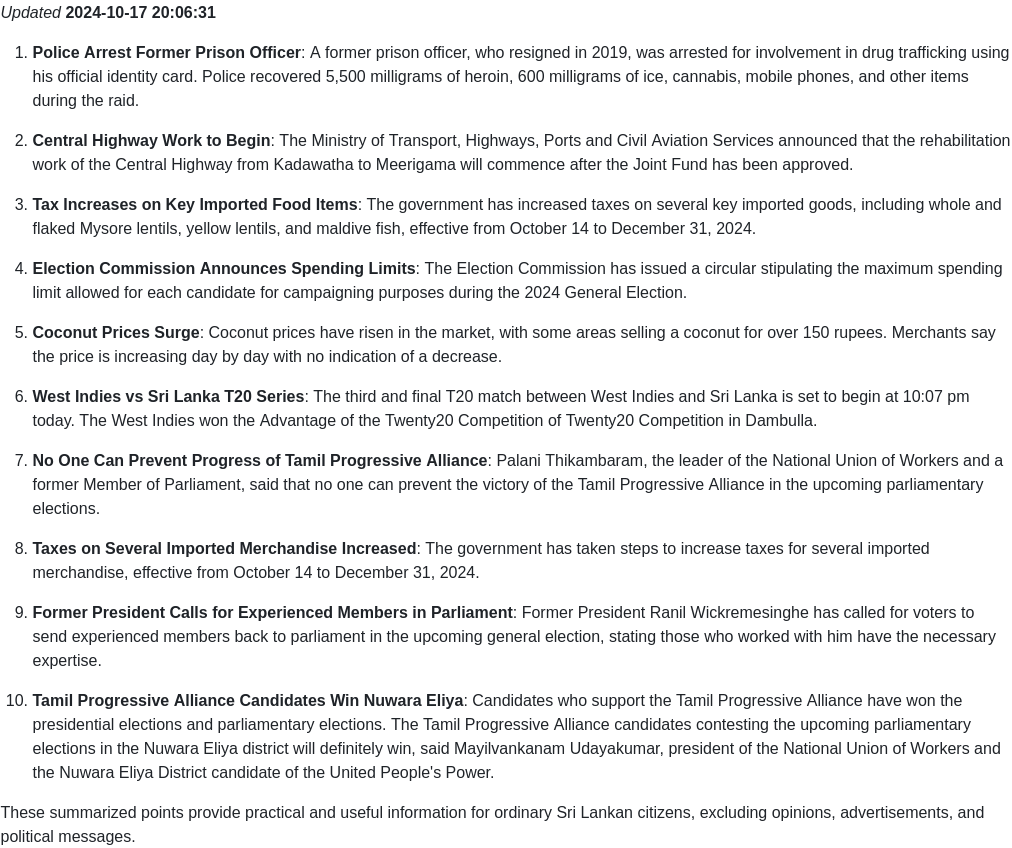 Updated 2024-10-17 20:06:31
1. Police Arrest Former Prison Officer: A former prison officer, who resigned in 2019, was arrested for involvement in drug trafficking using
his official identity card. Police recovered 5,500 milligrams of heroin, 600 milligrams of ice, cannabis, mobile phones, and other items
during the raid.
2. Central Highway Work to Begin: The Ministry of Transport, Highways, Ports and Civil Aviation Services announced that the rehabilitation
work of the Central Highway from Kadawatha to Meerigama will commence after the Joint Fund has been approved.
3. Tax Increases on Key Imported Food Items: The government has increased taxes on several key imported goods, including whole and
flaked Mysore lentils, yellow lentils, and maldive fish, effective from October 14 to December 31, 2024.
4. Election Commission Announces Spending Limits: The Election Commission has issued a circular stipulating the maximum spending
limit allowed for each candidate for campaigning purposes during the 2024 General Election.
5. Coconut Prices Surge: Coconut prices have risen in the market, with some areas selling a coconut for over 150 rupees. Merchants say
the price is increasing day by day with no indication of a decrease.
6. West Indies vs Sri Lanka T20 Series: The third and final T20 match between West Indies and Sri Lanka is set to begin at 10:07 pm
today. The West Indies won the Advantage of the Twenty20 Competition of Twenty20 Competition in Dambulla.
7. No One Can Prevent Progress of Tamil Progressive Alliance: Palani Thikambaram, the leader of the National Union of Workers and a
former Member of Parliament, said that no one can prevent the victory of the Tamil Progressive Alliance in the upcoming parliamentary
elections.
8. Taxes on Several Imported Merchandise Increased: The government has taken steps to increase taxes for several imported
merchandise, effective from October 14 to December 31, 2024.
9. Former President Calls for Experienced Members in Parliament: Former President Ranil Wickremesinghe has called for voters to
send experienced members back to parliament in the upcoming general election, stating those who worked with him have the necessary
expertise.
10. Tamil Progressive Alliance Candidates Win Nuwara Eliya: Candidates who support the Tamil Progressive Alliance have won the
presidential elections and parliamentary elections. The Tamil Progressive Alliance candidates contesting the upcoming parliamentary
elections in the Nuwara Eliya district will definitely win, said Mayilvankanam Udayakumar, president of the National Union of Workers and
the Nuwara Eliya District candidate of the United People's Power.
These summarized points provide practical and useful information for ordinary Sri Lankan citizens, excluding opinions, advertisements, and
political messages.